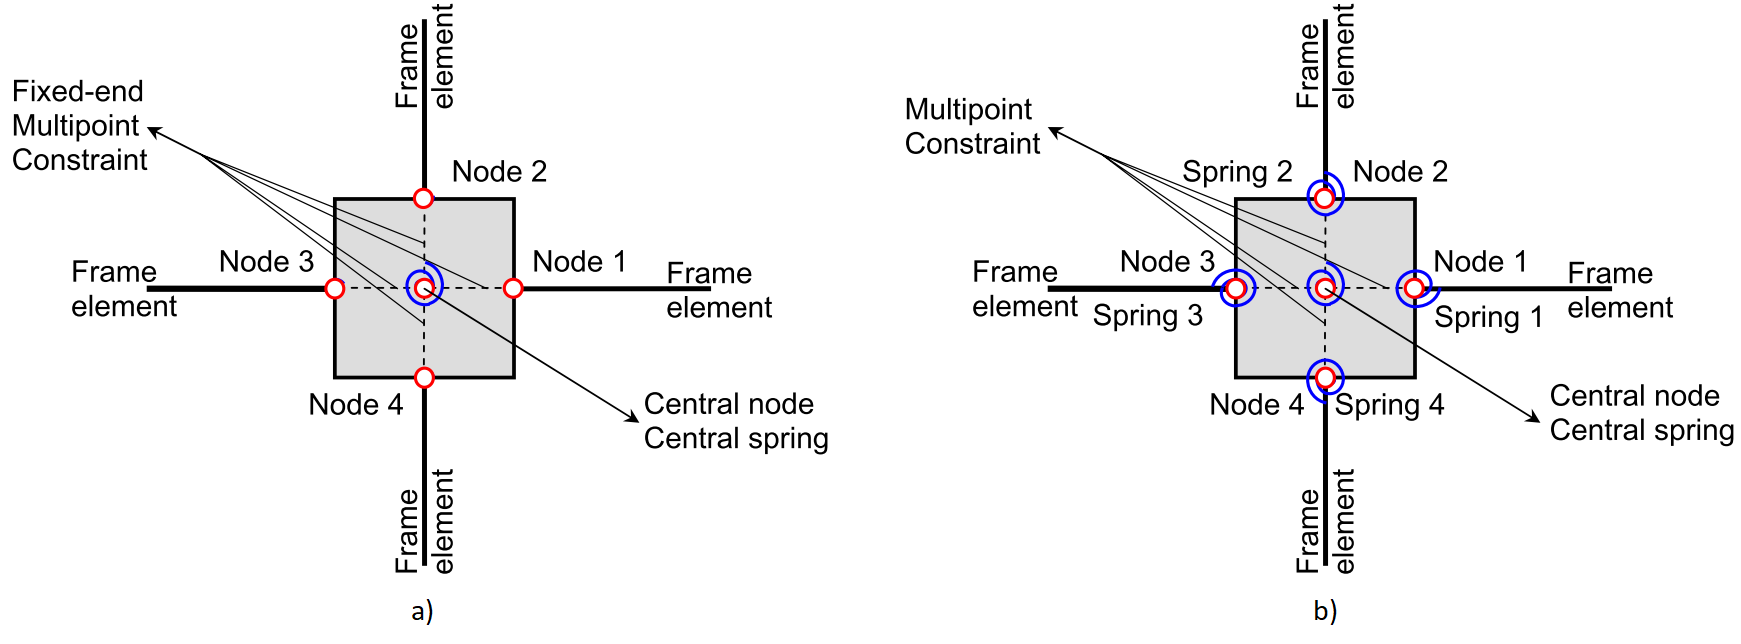 Frame
element
Fixed-end
Multipoint
Constraint
Node 2
Node 3
Node 1
Frame
element
Frame
element
Node 4
Central node
Central spring
Frame
element
a)
Frame
element
Multipoint
Constraint
Spring 2
Node 2
Node 3
Node 1
Frame
element
Frame
element
Spring 3
Spring 1
Node 4
Spring 4
Central node
Central spring
Frame
element
b)